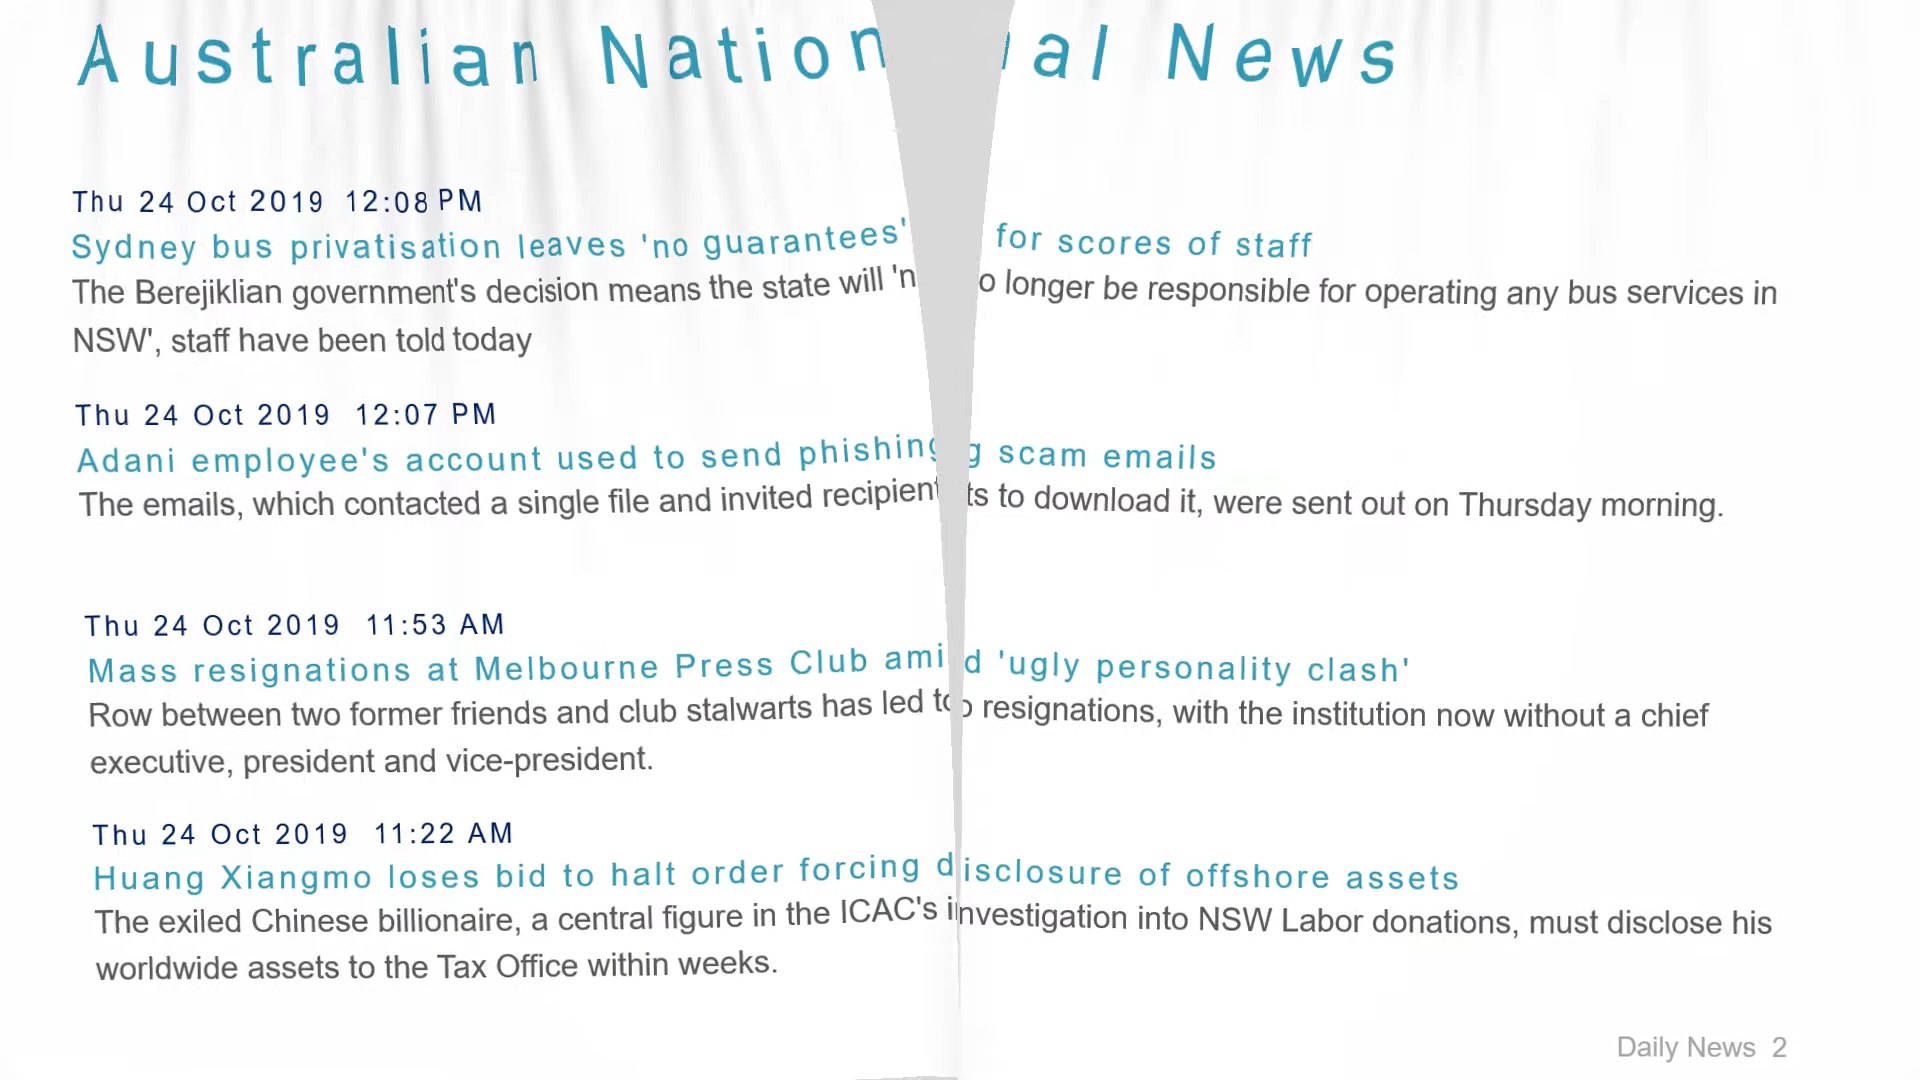 Australian National News
Thu 24 Oct 2019 12:08 PM
Sydney bus privatisation leaves 'no guarantees' for scores of staff
The Berejiklian government's decision means the state will 'no longer be responsible for operating any bus services in
NSW', staff have been told today
Thu 24 Oct 2019 12:07 PM
Adani employee's account used to send phishing scam emails
The emails, which contacted a single file and invited recipients to download it, were sent out on Thursday morning.
Thu 24 Oct 2019 11:53 AM
Mass resignations at Melbourne Press Club amid 'ugly personality clash'
Row between two former friends and club stalwarts has led to resignations, with the institution now without a chief
executive, president and vice-president.
Thu 24 Oct 2019 11:22 AM
Huang Xiangmo loses bid to halt order forcing disclosure of offshore assets
The exiled Chinese billionaire, a central figure in the ICAC's investigation into NSW Labor donations, must disclose his
worldwide assets to the Tax Office within weeks.
Daily News 2